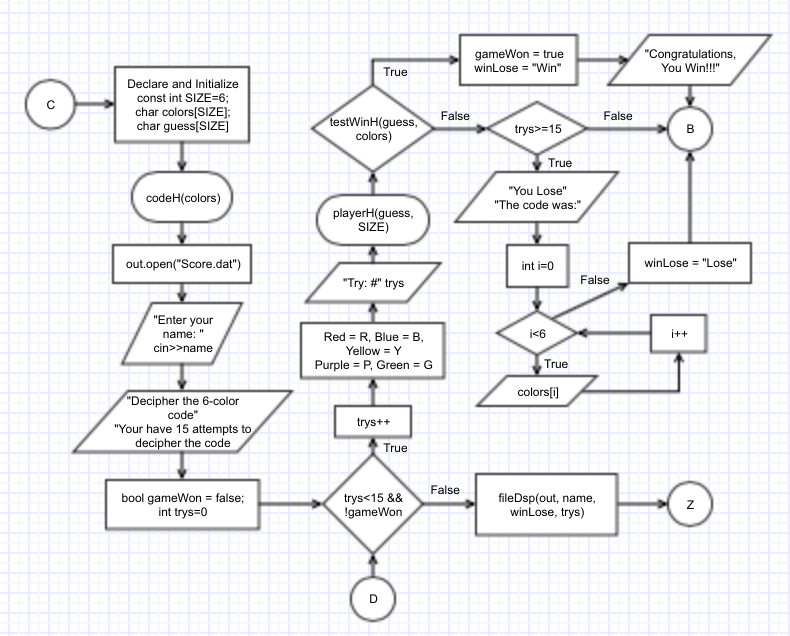 C
Declare and Initialize
const int SIZE=6;
char colors[SIZE];
char guess[SIZE]
codeH(colors)
out.open("Score.dat")
"Enter your
name: "
cin>>name
"Decipher the 6-color
code"
"Your have 15 attempts to
decipher the code
bool gameWon = false;
int trys=0
D
trys<15 &&
!gameWon
True
False
trys++
Red = R, Blue = B,
Yellow = Y
Purple = P, Green = G
"Try: #" trys
playerH(guess,
SIZE)
testWinH(guess,
colors)
True
False
gameWon = true
winLose = "Win"
"Congratulations,
You Win!!!"
trys>=15
False
B
True
"You Lose"
"The code was:"
int i=0
i<6
False
winLose = "Lose"
True
colors[i]
i++
fileDsp(out, name,
winLose, trys)
Z